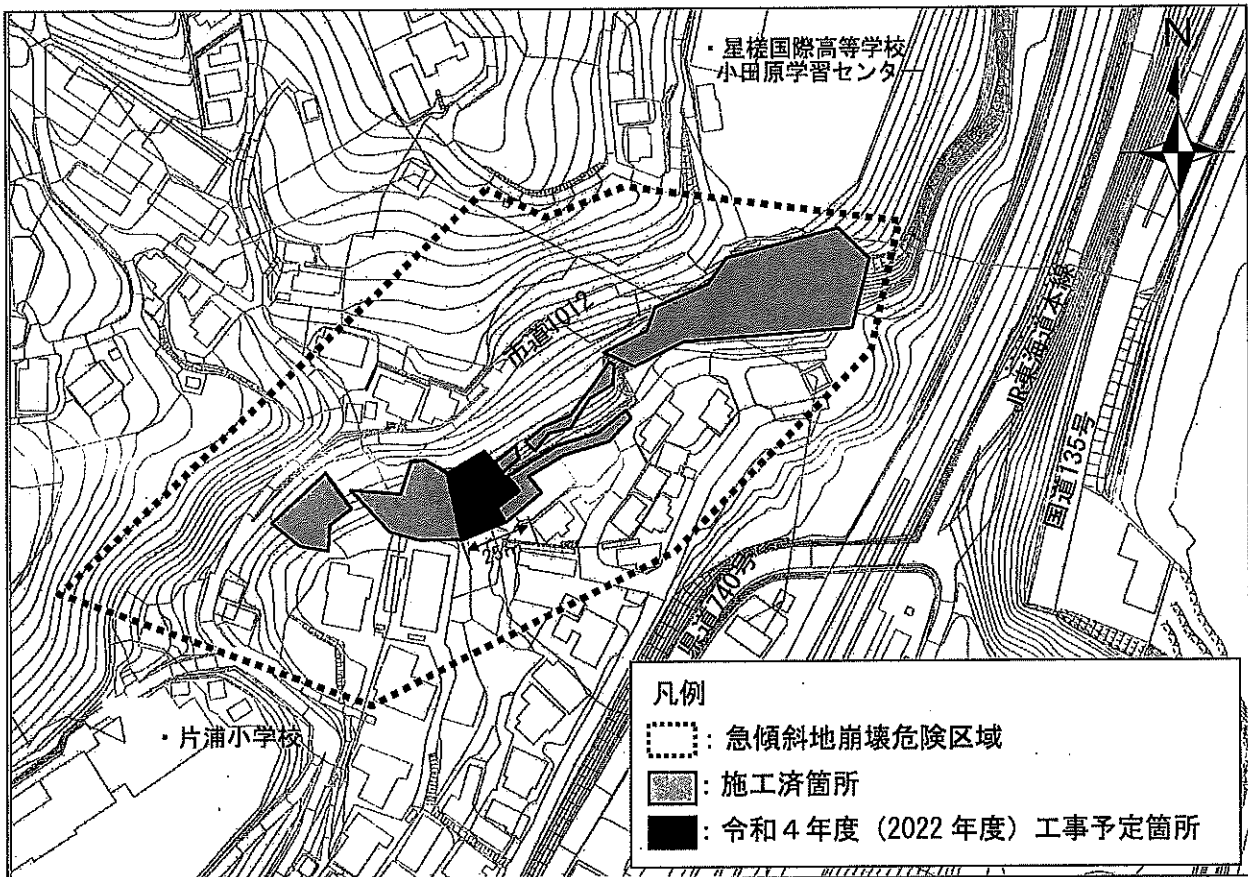 ・星槎国際高等学校
小田原学習センター
N
市道1012
JR東海道本線
国道135号
25m
県道740号
・片浦小学校
凡例
: 急傾斜地崩壊危険区域
: 施工済箇所
: 令和4年度（2022年度）工事予定箇所